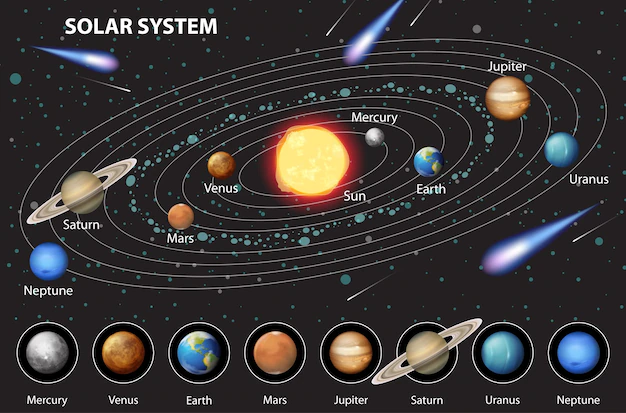 SOLAR SYSTEM
Jupiter
Mercury
Uranus
Venus
Earth
Sun
Saturn
Mars
Neptune
Mercury Venus Earth Mars Jupiter Saturn Uranus Neptune